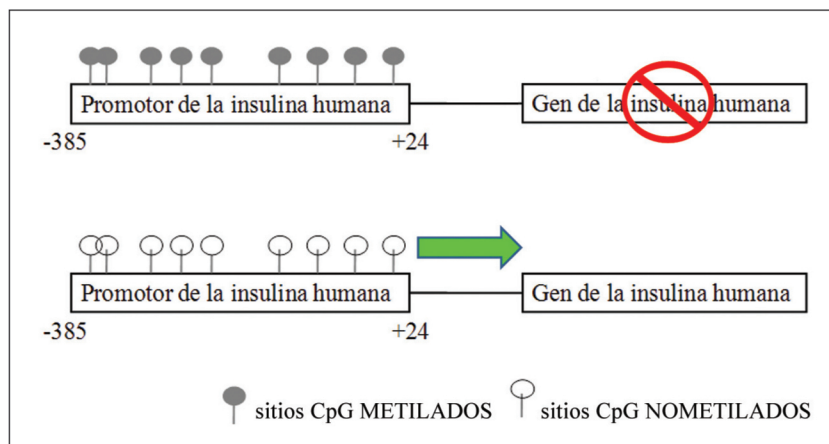 Promotor de la insulina humana Gen de la insulina humana
-385 +24
Promotor de la insulina humana Gen de la insulina humana
-385 +24
sitios CpG METILADOS sitios CpG NOMETILADOS